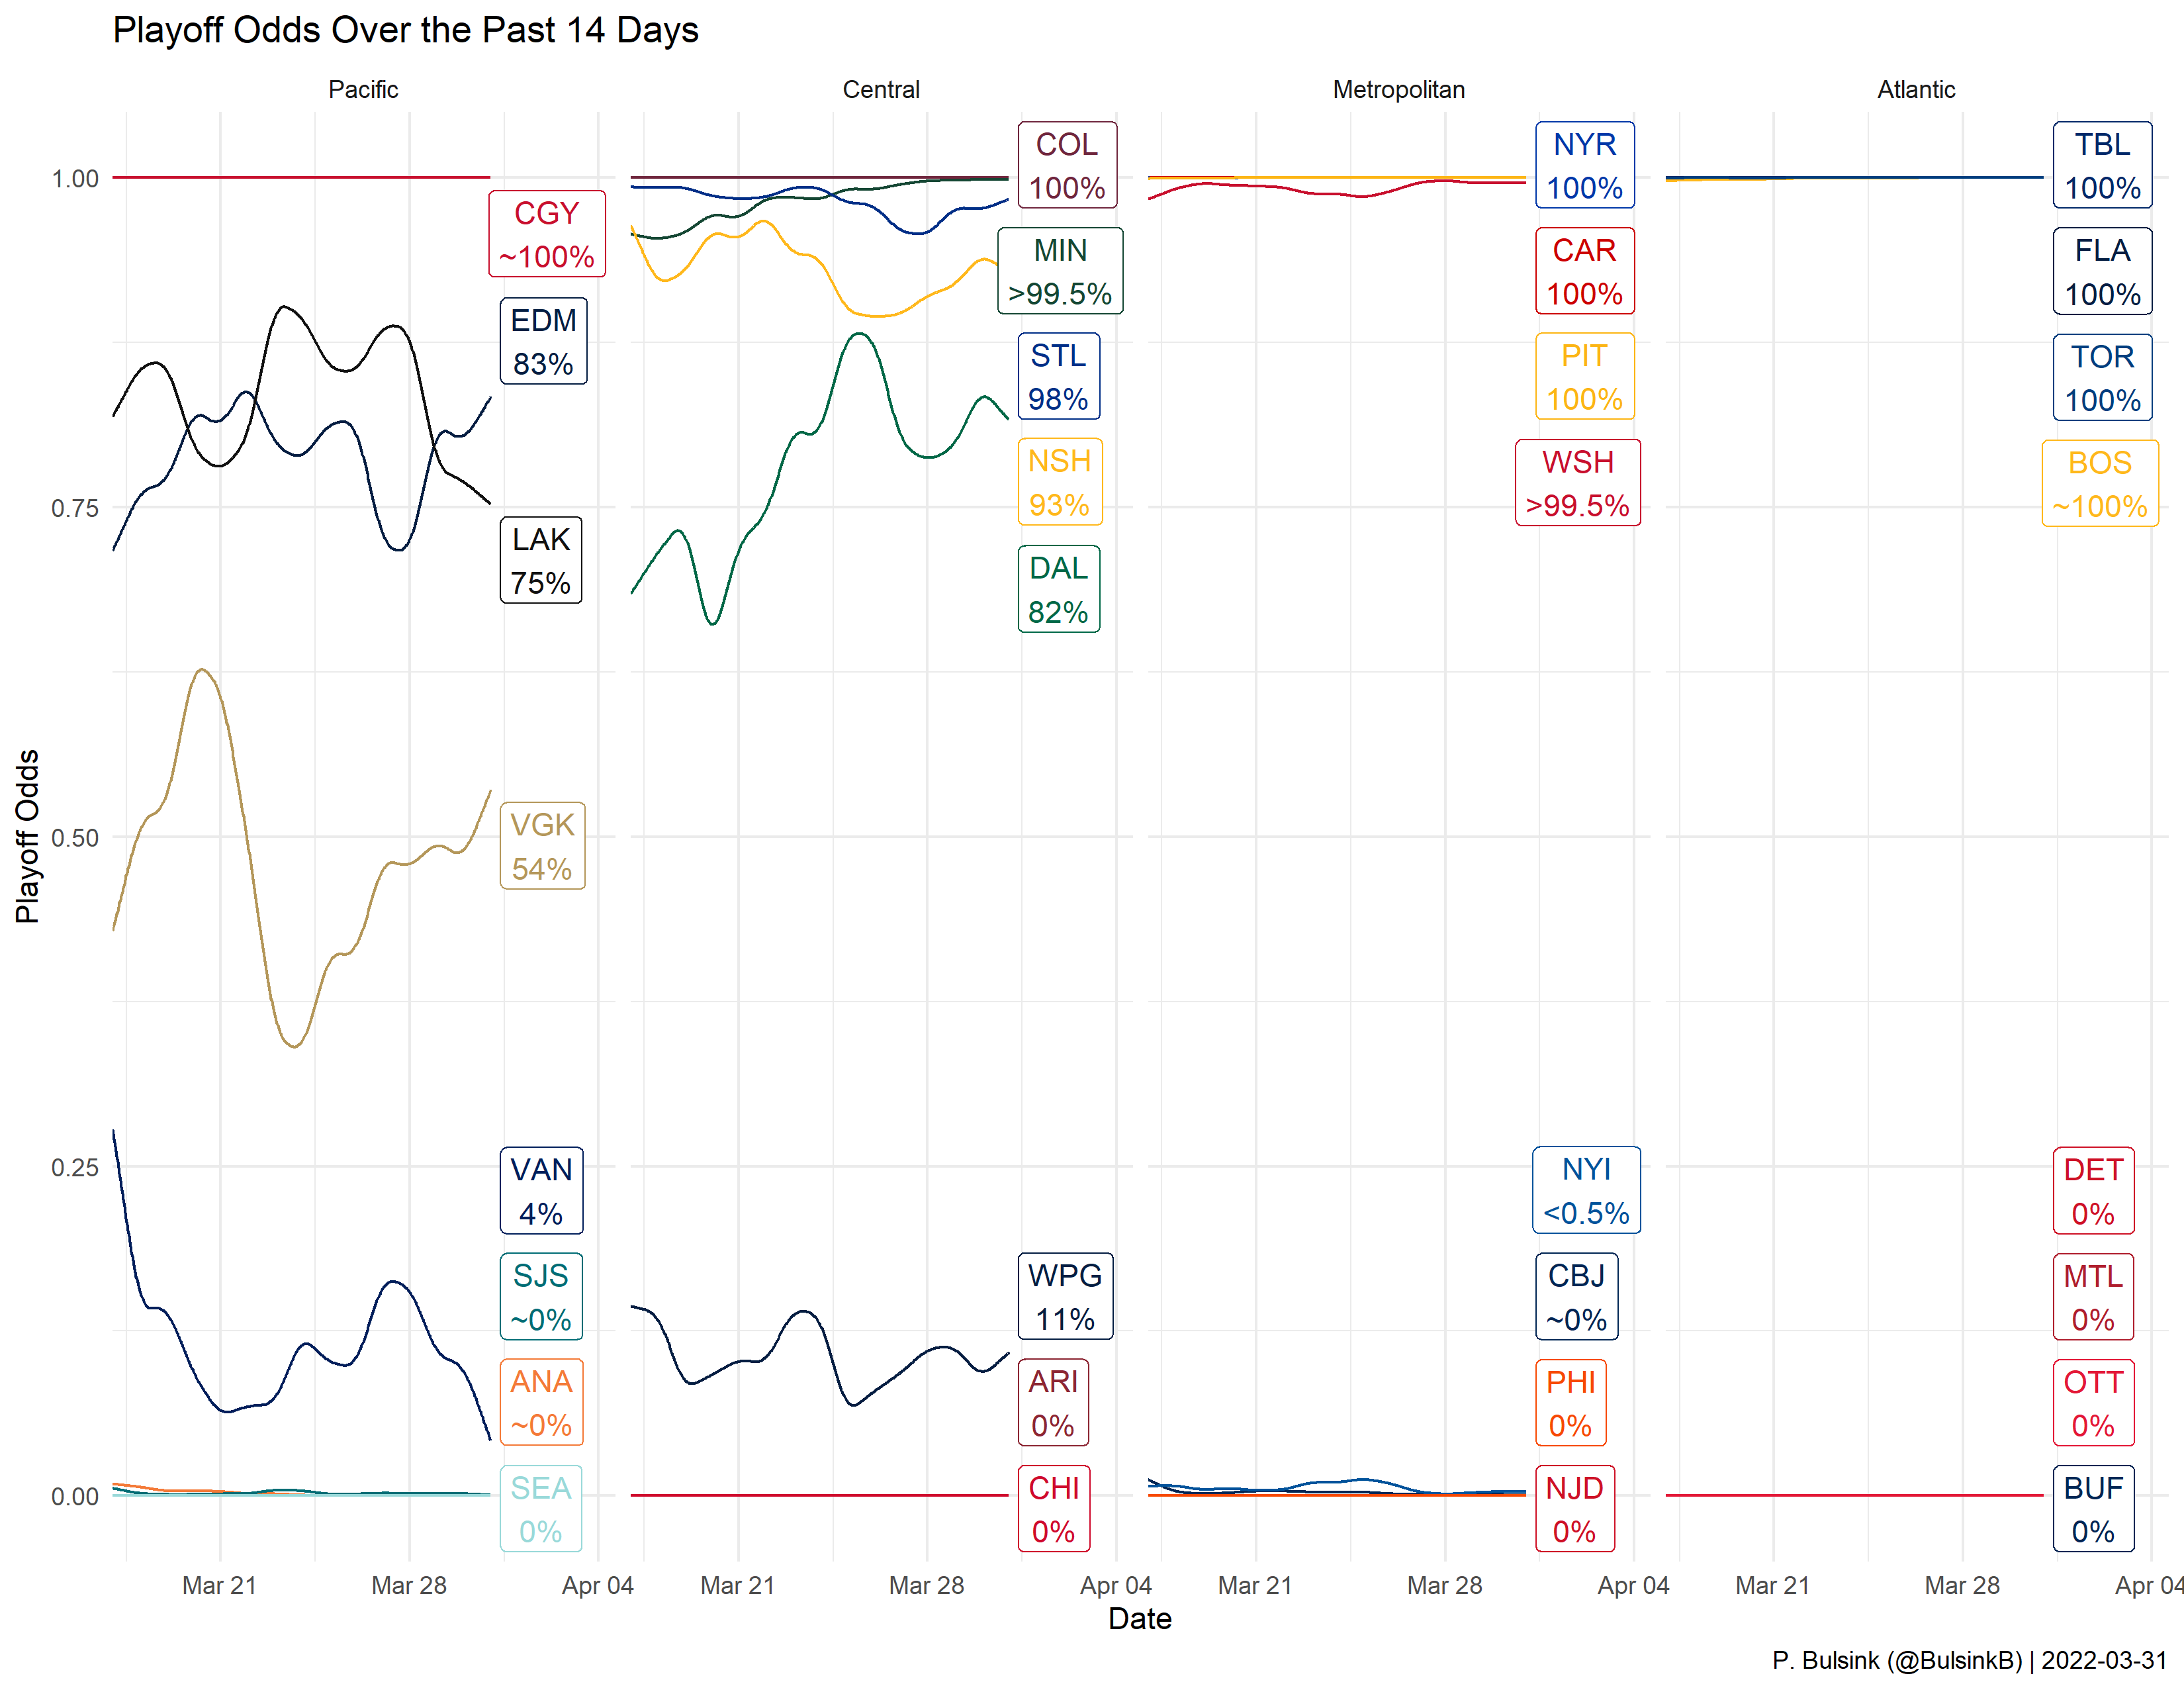 Playoff Odds Over the Past 14 Days
Pacific
Central
Metropolitan
Atlantic
Playoff Odds
1.00
0.75
0.50
0.25
0.00
CGY
~100%
EDM
83%
LAK
75%
VGK
54%
VAN
4%
SJS
~0%
ANA
~0%
SEA
0%
COL
100%
MIN
>99.5%
STL
98%
NSH
93%
DAL
82%
WPG
11%
ARI
0%
CHI
0%
NYR
100%
CAR
100%
PIT
100%
WSH
>99.5%
NYI
<0.5%
CBJ
~0%
PHI
0%
NJD
0%
TBL
100%
FLA
100%
TOR
100%
BOS
~100%
DET
0%
MTL
0%
OTT
0%
BUF
0%
Mar 21 Mar 28 Apr 04 Mar 21 Mar 28 Apr 04 Mar 21 Mar 28 Apr 04 Mar 21 Mar 28 Apr 04
Date
P. Bulsink (@BulsinkB) | 2022-03-31